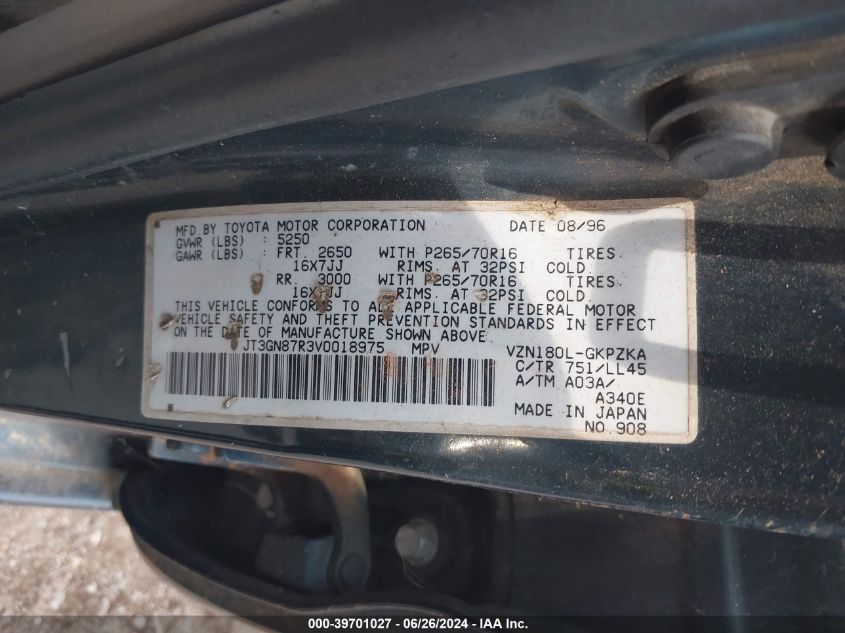 MFD. BY TOYOTA MOTOR CORPORATION DATE 08/96
GVWR (LBS) : 5250
GAWR (LBS) : FRT. 2650 WITH P265/70R16 TIRES
16X7JJ RIMS. AT 32PSI COLD
RR. 3000 WITH P265/70R16 TIRES
16X7JJ RIMS. AT 32PSI COLD
THIS VEHICLE CONFORMS TO ALL APPLICABLE FEDERAL MOTOR
VEHICLE SAFETY AND THEFT PREVENTION STANDARDS IN EFFECT
ON THE DATE OF MANUFACTURE SHOWN ABOVE.
JT3GN87R3V0018975 MPV VZN180L-GKPZKA
C/TR 751/LL45
A/TM A03A/
A340E
MADE IN JAPAN
NO.908
000-39701027 - 06/26/2024 - IAA Inc.